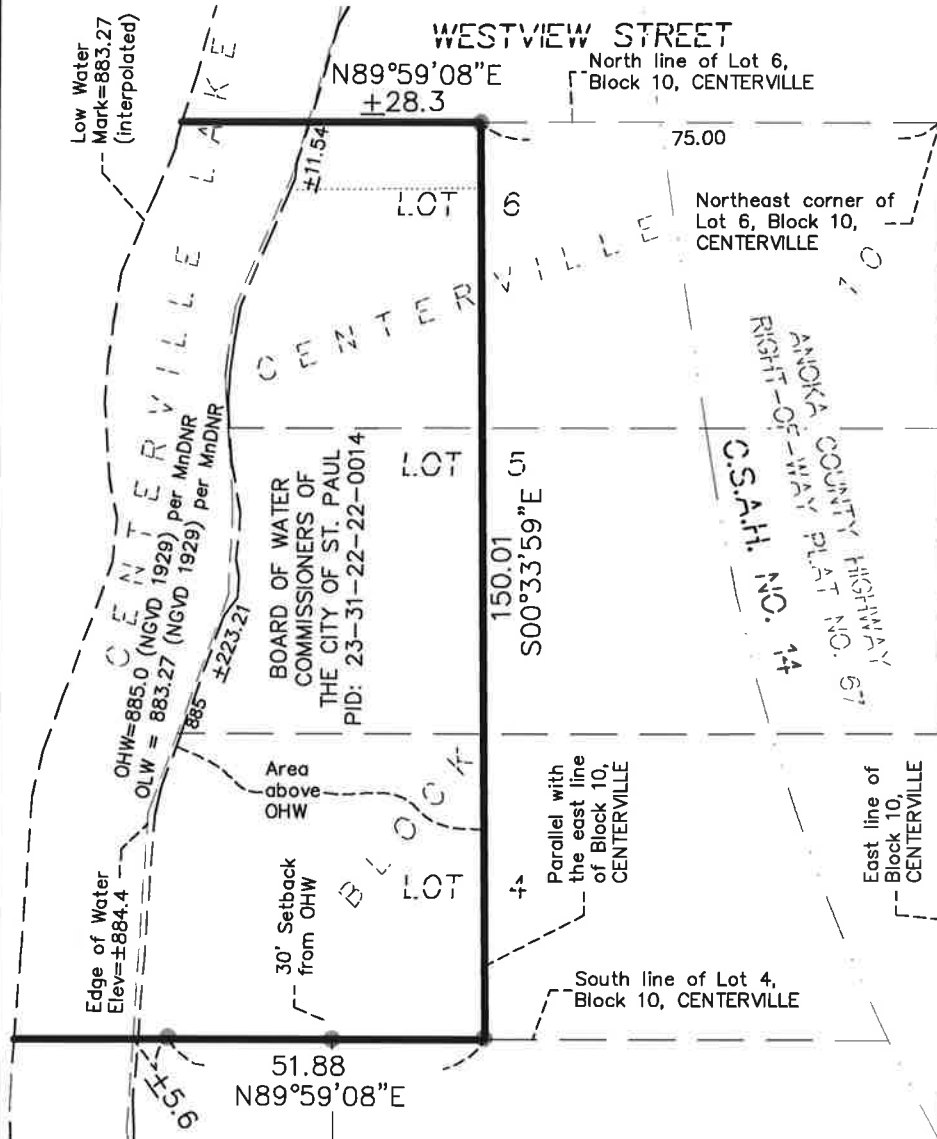 WESTVIEW STREET
Low Water
Mark=883.27
(interpolated)
N89°59'08"E
±28.3
North line of Lot 6,
Block 10, CENTERVILLE
75.00
±11.54
Northeast corner of
Lot 6, Block 10,
CENTERVILLE
LOT 6
CENTERVILLE LAKE
CENTERVILLE
10
ANOKA COUNTY HIGHWAY
RIGHT-OF-WAY PLAT NO. 67
C.S.A.H. NO. 14
LOT 5
150.01
S00°33'59"E
BOARD OF WATER
COMMISSIONERS OF
THE CITY OF ST. PAUL
PID: 23-31-22-22-0014
OHW=885.0 (NGVD 1929) per MnDNR
OLW = 883.27 (NGVD 1929) per MnDNR
±223.21
885
Area
above
OHW
BLOCK
LOT 4
Parallel with
the east line
of Block 10,
CENTERVILLE
East line of
Block 10,
CENTERVILLE
Edge of Water
Elev=±884.4
30' Setback
from OHW
South line of Lot 4,
Block 10, CENTERVILLE
51.88
N89°59'08"E
±5.6